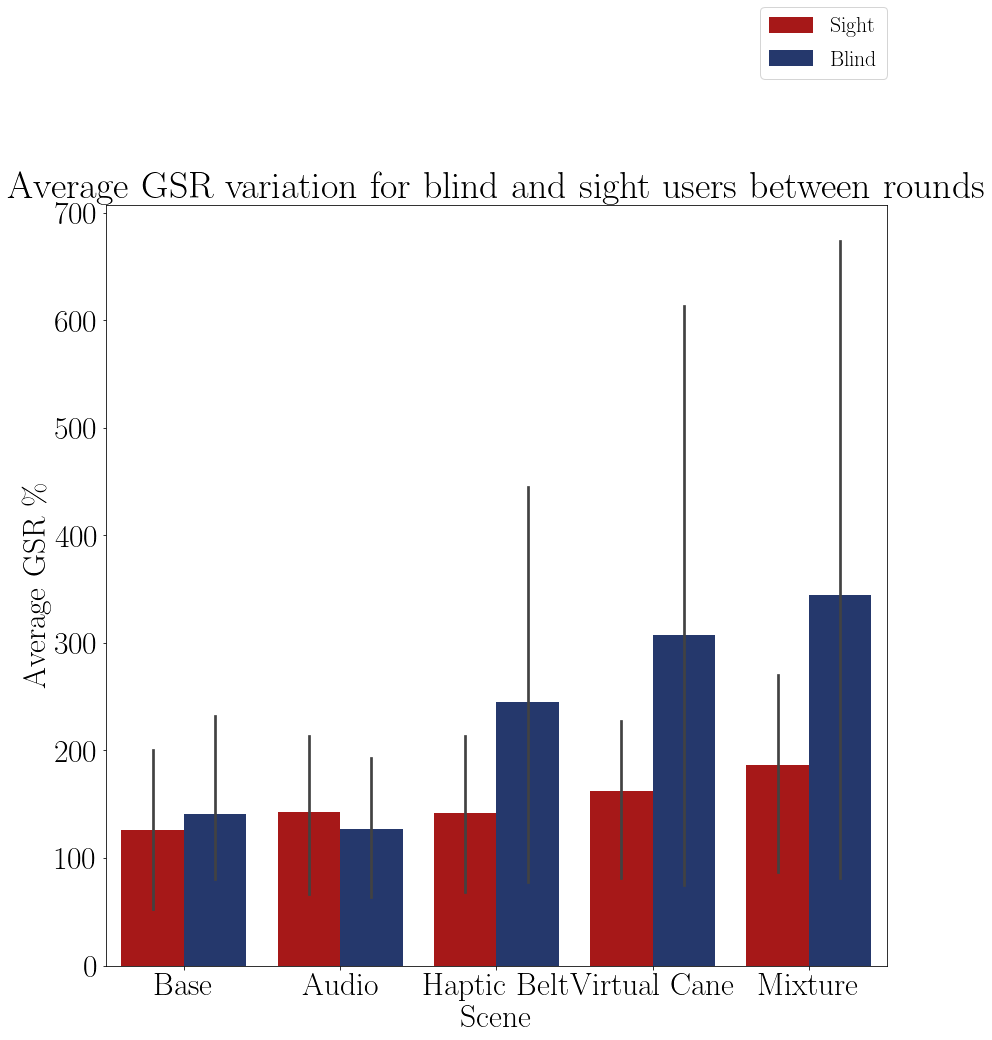 Sight
Blind
Average GSR variation for blind and sight users between rounds
700
600
500
400
300
200
100
0
Average GSR %
Base Audio Haptic Belt Virtual Cane Mixture
Scene